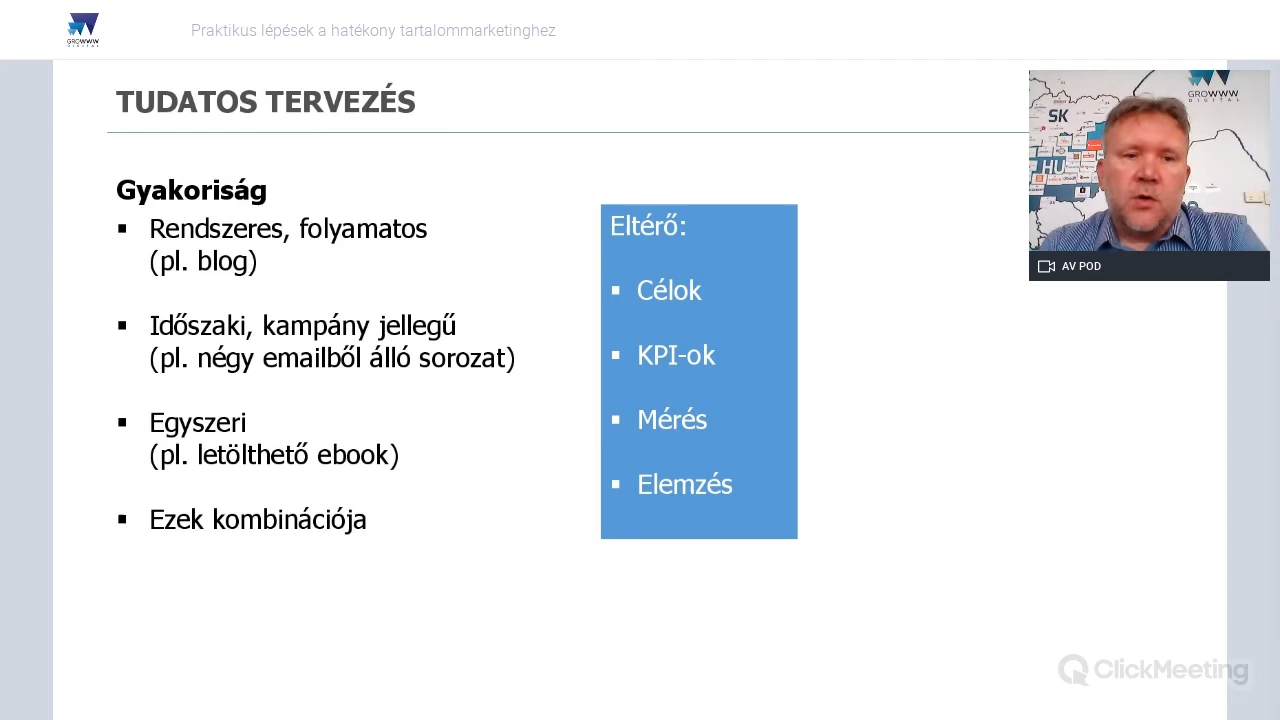 GROWWW
DIGITAL
Praktikus lépések a hatékony tartalommarketinghez
TUDATOS TERVEZÉS
Gyakoriság
▪ Rendszeres, folyamatos
(pl. blog)
▪ Időszaki, kampány jellegű
(pl. négy emailből álló sorozat)
▪ Egyszeri
(pl. letölthető ebook)
▪ Ezek kombinációja
Eltérő:
▪ Célok
▪ KPI-ok
▪ Mérés
▪ Elemzés
GROWWW
DIGITAL
SK
HU
AV POD
ClickMeeting